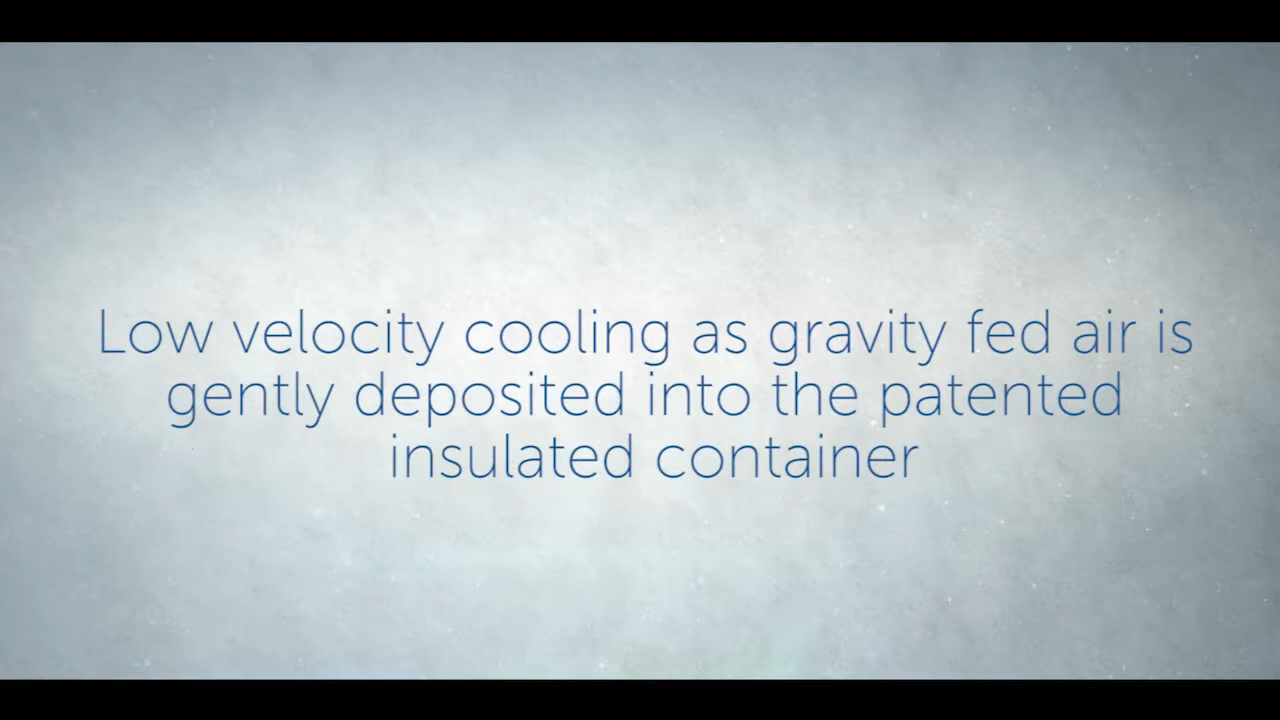 Low velocity cooling as gravity fed air is
gently deposited into the patented
insulated container